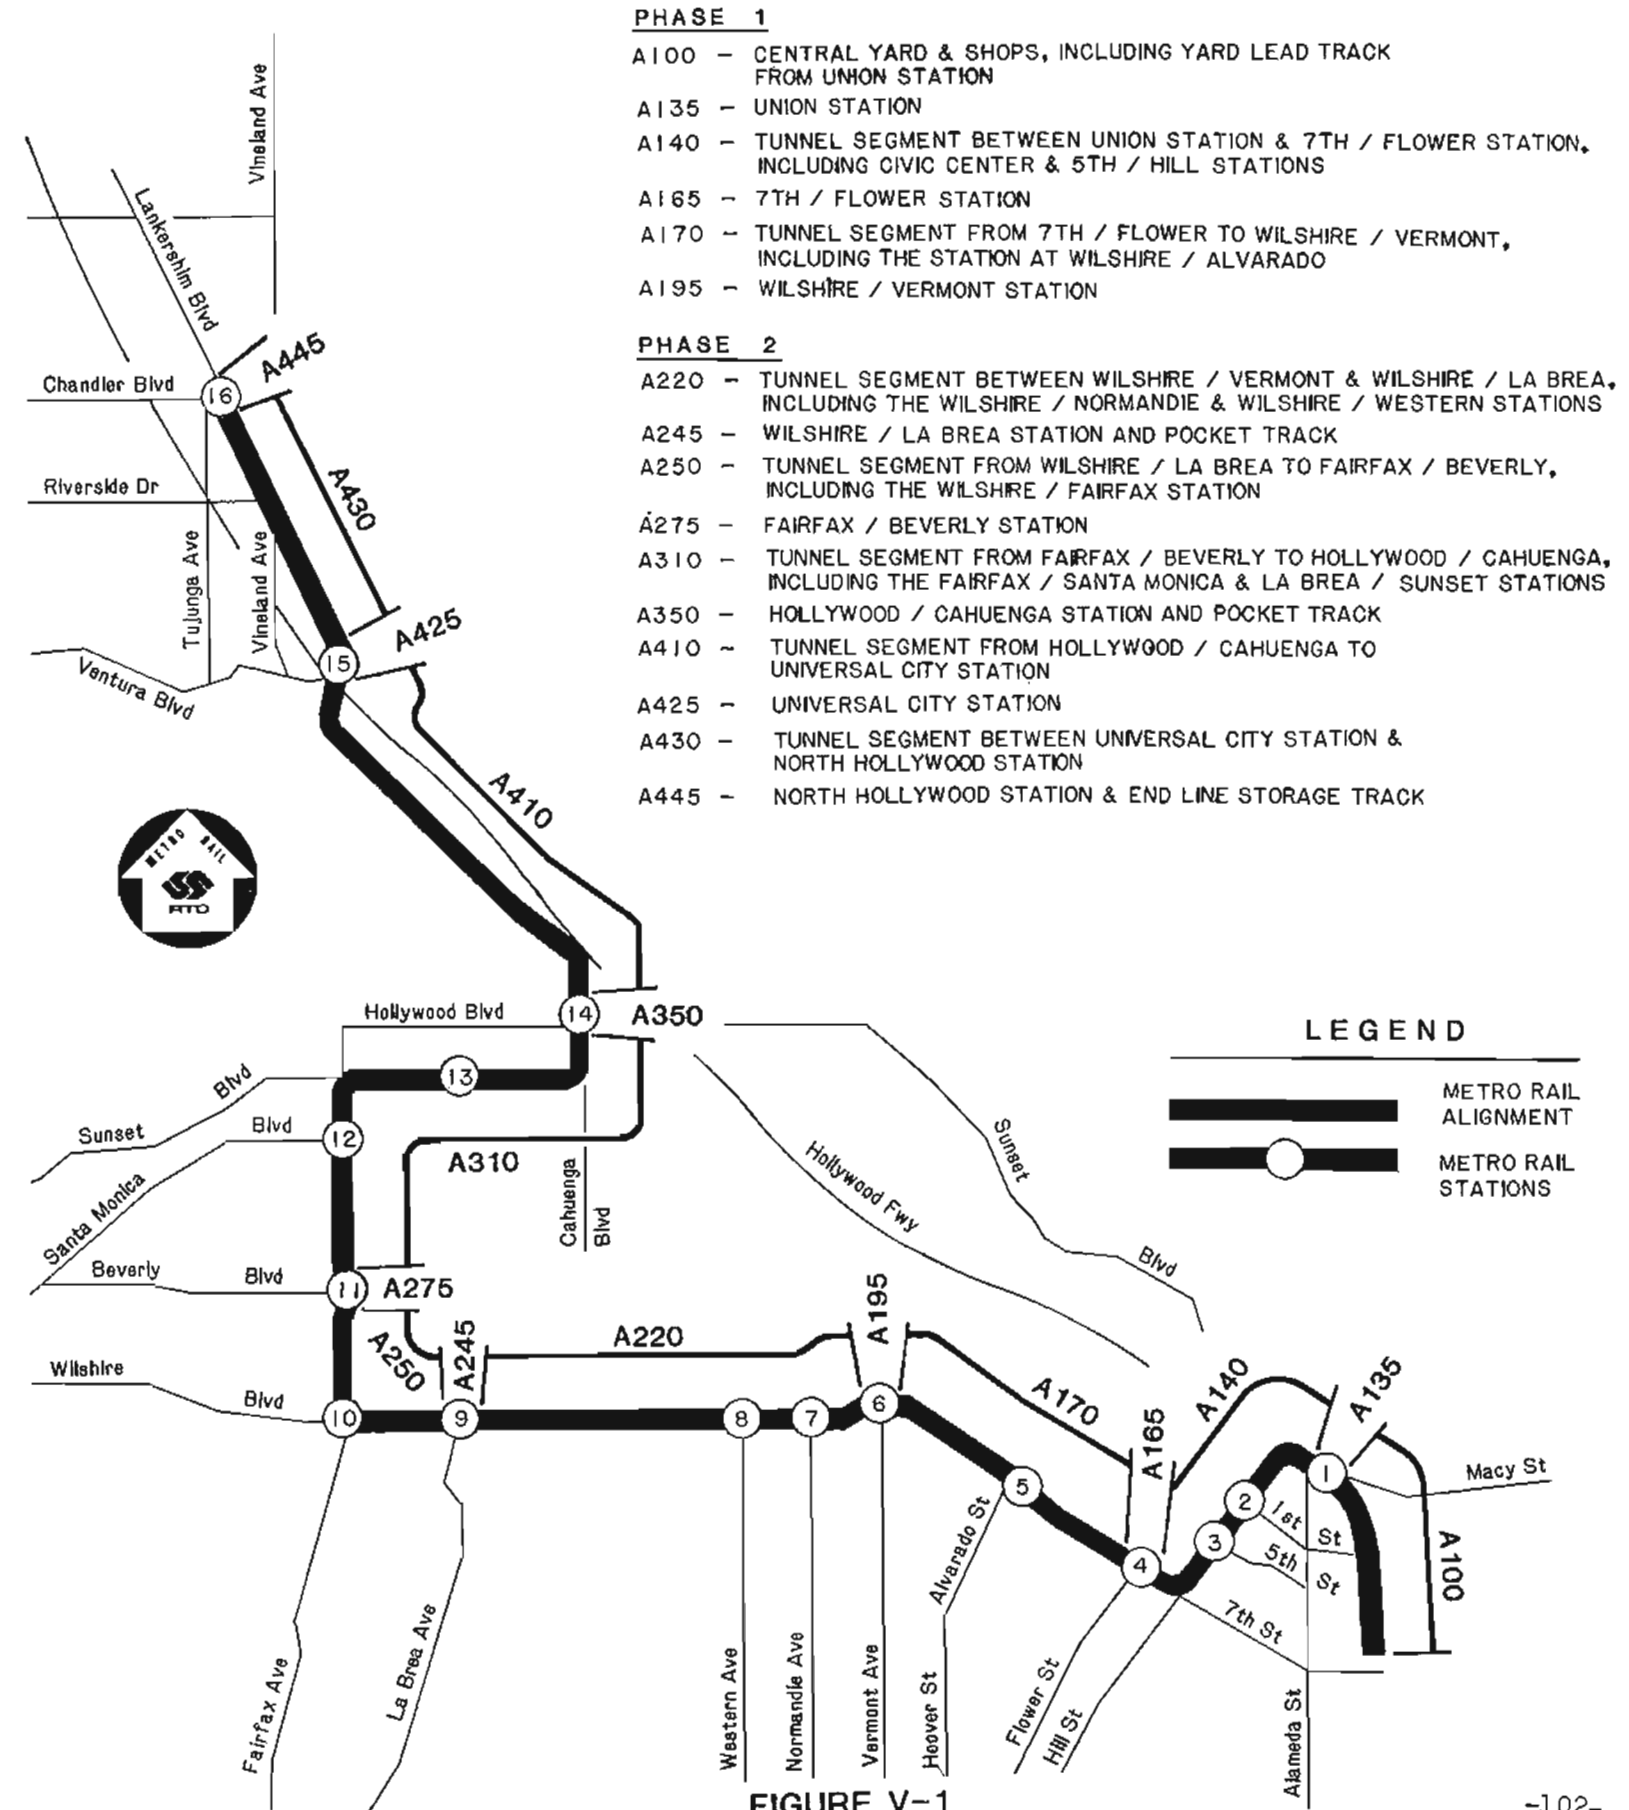 PHASE 1
A100 - CENTRAL YARD & SHOPS, INCLUDING YARD LEAD TRACK
FROM UNION STATION
A135 - UNION STATION
A140 - TUNNEL SEGMENT BETWEEN UNION STATION & 7TH / FLOWER STATION,
INCLUDING CIVIC CENTER & 5TH / HILL STATIONS
A165 - 7TH / FLOWER STATION
A170 - TUNNEL SEGMENT FROM 7TH / FLOWER TO WILSHIRE / VERMONT,
INCLUDING THE STATION AT WILSHIRE / ALVARADO
A195 - WILSHIRE / VERMONT STATION
PHASE 2
A220 - TUNNEL SEGMENT BETWEEN WILSHIRE / VERMONT & WILSHIRE / LA BREA,
INCLUDING THE WILSHIRE / NORMANDIE & WILSHIRE / WESTERN STATIONS
A245 - WILSHIRE / LA BREA STATION AND POCKET TRACK
A250 - TUNNEL SEGMENT FROM WILSHIRE / LA BREA TO FAIRFAX / BEVERLY,
INCLUDING THE WILSHIRE / FAIRFAX STATION
A275 - FAIRFAX / BEVERLY STATION
A310 - TUNNEL SEGMENT FROM FAIRFAX / BEVERLY TO HOLLYWOOD / CAHUENGA,
INCLUDING THE FAIRFAX / SANTA MONICA & LA BREA / SUNSET STATIONS
A350 - HOLLYWOOD / CAHUENGA STATION AND POCKET TRACK
A410 - TUNNEL SEGMENT FROM HOLLYWOOD / CAHUENGA TO
UNIVERSAL CITY STATION
A425 - UNIVERSAL CITY STATION
A430 - TUNNEL SEGMENT BETWEEN UNIVERSAL CITY STATION &
NORTH HOLLYWOOD STATION
A445 - NORTH HOLLYWOOD STATION & END LINE STORAGE TRACK
Vineland Ave
Lankershim Blvd
A445
Chandler Blvd
16
A430
Riverside Dr
Tujunga Ave
Vineland Ave
A425
15
Ventura Blvd
A410
METRO RAIL
RTD
Hollywood Blvd
14
A350
LEGEND
METRO RAIL
ALIGNMENT
METRO RAIL
STATIONS
13
Sunset Blvd
12
Santa Monica Blvd
A310
Cahuenga Blvd
Hollywood Fwy
Sunset Blvd
Beverly Blvd
11
A275
A250
A245
A220
A195
A170
A165
A140
A135
Wilshire Blvd
10
9
8
7
6
5
4
3
2
1
Macy St
1st St
5th St
7th St
A100
Alvarado St
Fairfax Ave
La Brea Ave
Western Ave
Normandie Ave
Vermont Ave
Hoover St
Flower St
Hill St
Alameda St
FIGURE V-1
-102-